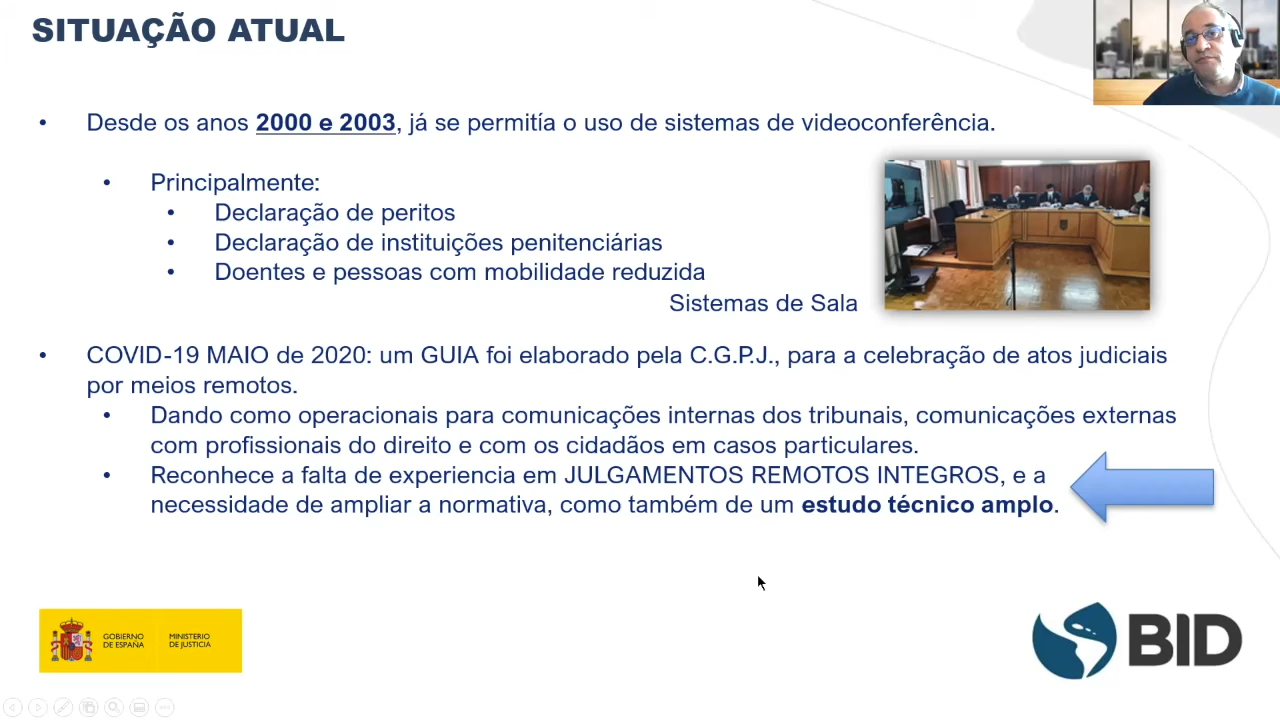 SITUAÇÃO ATUAL
• Desde os anos 2000 e 2003, já se permitía o uso de sistemas de videoconferência.
• Principalmente:
• Declaração de peritos
• Declaração de instituições penitenciárias
• Doentes e pessoas com mobilidade reduzida
Sistemas de Sala
• COVID-19 MAIO de 2020: um GUIA foi elaborado pela C.G.P.J., para a celebração de atos judiciais
por meios remotos.
• Dando como operacionais para comunicações internas dos tribunais, comunicações externas
com profissionais do direito e com os cidadãos em casos particulares.
• Reconhece a falta de experiencia em JULGAMENTOS REMOTOS INTEGROS, e a
necessidade de ampliar a normativa, como também de um estudo técnico amplo.
GOBIERNO
DE ESPAÑA
MINISTERIO
DE JUSTICIA
BID